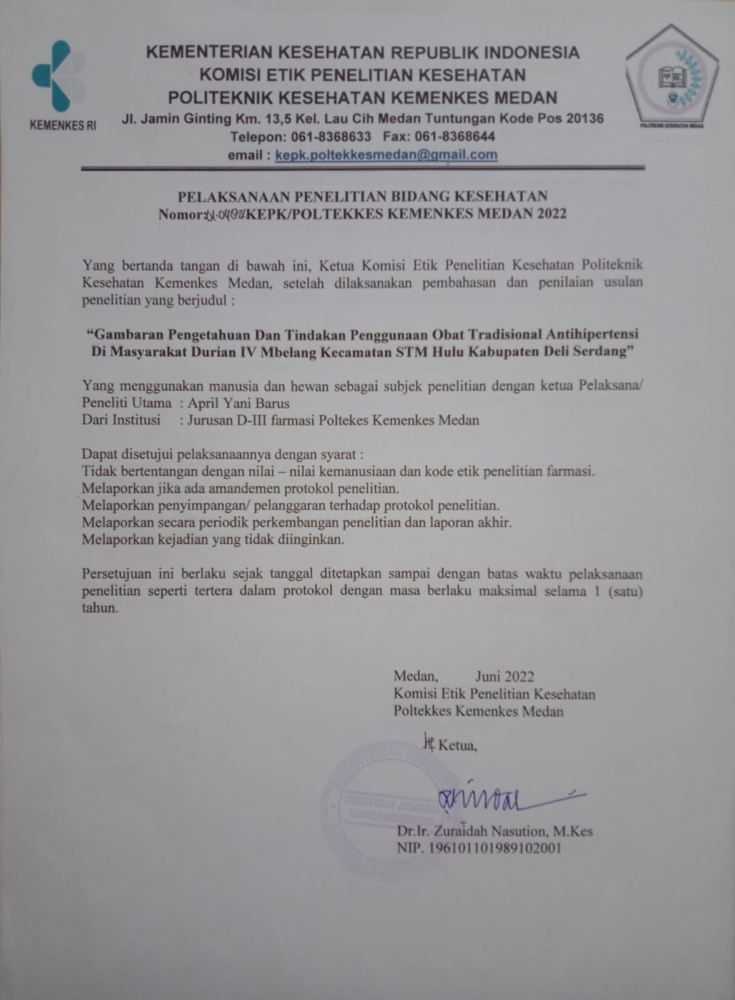 KEMENTERIAN KESEHATAN REPUBLIK INDONESIA
KOMISI ETIK PENELITIAN KESEHATAN
POLITEKNIK KESEHATAN KEMENKES MEDAN
KEMENKES RI
Jl. Jamin Ginting Km. 13,5 Kel. Lau Cih Medan Tuntungan Kode Pos 20136
POLITEKNIK KESEHATAN MEDAN
Telepon: 061-8368633 Fax: 061-8368644
email : kepk.poltekkesmedan@gmail.com
PELAKSANAAN PENELITIAN BIDANG KESEHATAN
Nomor: /KEPK/POLTEKKES KEMENKES MEDAN 2022
Yang bertanda tangan di bawah ini, Ketua Komisi Etik Penelitian Kesehatan Politeknik
Kesehatan Kemenkes Medan, setelah dilaksanakan pembahasan dan penilaian usulan
penelitian yang berjudul :
“Gambaran Pengetahuan Dan Tindakan Penggunaan Obat Tradisional Antihipertensi
Di Masyarakat Durian IV Mbelang Kecamatan STM Hulu Kabupaten Deli Serdang”
Yang menggunakan manusia dan hewan sebagai subjek penelitian dengan ketua Pelaksana/
Peneliti Utama : April Yani Barus
Dari Institusi : Jurusan D-III farmasi Poltekes Kemenkes Medan
Dapat disetujui pelaksanaannya dengan syarat :
Tidak bertentangan dengan nilai – nilai kemanusiaan dan kode etik penelitian farmasi.
Melaporkan jika ada amandemen protokol penelitian.
Melaporkan penyimpangan/ pelanggaran terhadap protokol penelitian.
Melaporkan secara periodik perkembangan penelitian dan laporan akhir.
Melaporkan kejadian yang tidak diinginkan.
Persetujuan ini berlaku sejak tanggal ditetapkan sampai dengan batas waktu pelaksanaan
penelitian seperti tertera dalam protokol dengan masa berlaku maksimal selama 1 (satu)
tahun.
Medan, Juni 2022
Komisi Etik Penelitian Kesehatan
Poltekkes Kemenkes Medan
Ketua,
DIREKTORAT JENDERAL
TENAGA KESEHATAN
Dr.Ir. Zuraidah Nasution, M.Kes
NIP. 196101101989102001